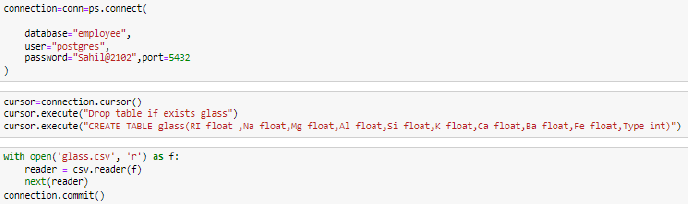 connection=conn=ps.connect(
database="employee",
user="postgres",
password="Sahil@2102",port=5432
)
cursor=connection.cursor()
cursor.execute("Drop table if exists glass")
cursor.execute("CREATE TABLE glass(RI float ,Na float,Mg float,Al float,Si float,K float,Ca float,Ba float,Fe float,Type int)")
with open('glass.csv', 'r') as f:
reader = csv.reader(f)
next(reader)
connection.commit()